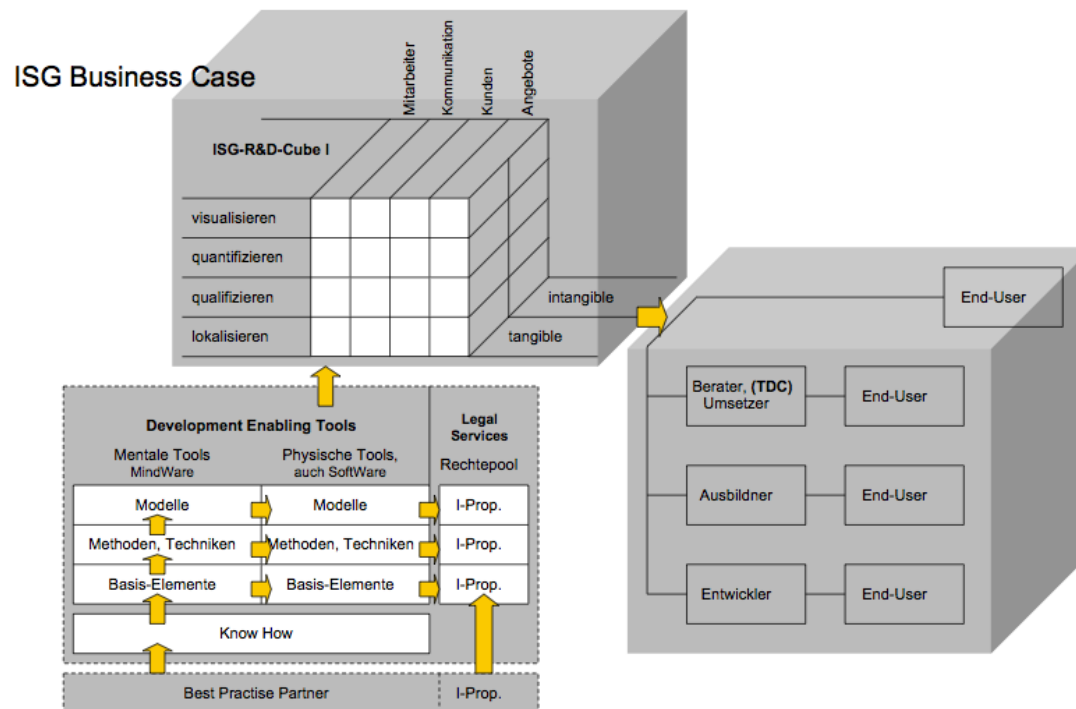 ISG Business Case
Mitarbeiter
Kommunikation
Kunden
Angebote
ISG-R&D-Cube I
visualisieren
quantifizieren
qualifizieren
lokalisieren
intangible
tangible
End-User
Berater, (TDC)
Umsetzer
End-User
Ausbildner
End-User
Entwickler
End-User
Development Enabling Tools
Legal
Services
Mentale Tools
MindWare
Physische Tools,
auch SoftWare
Rechtepool
Modelle
Modelle
I-Prop.
Methoden, Techniken
Methoden, Techniken
I-Prop.
Basis-Elemente
Basis-Elemente
I-Prop.
Know How
Best Practise Partner
I-Prop.